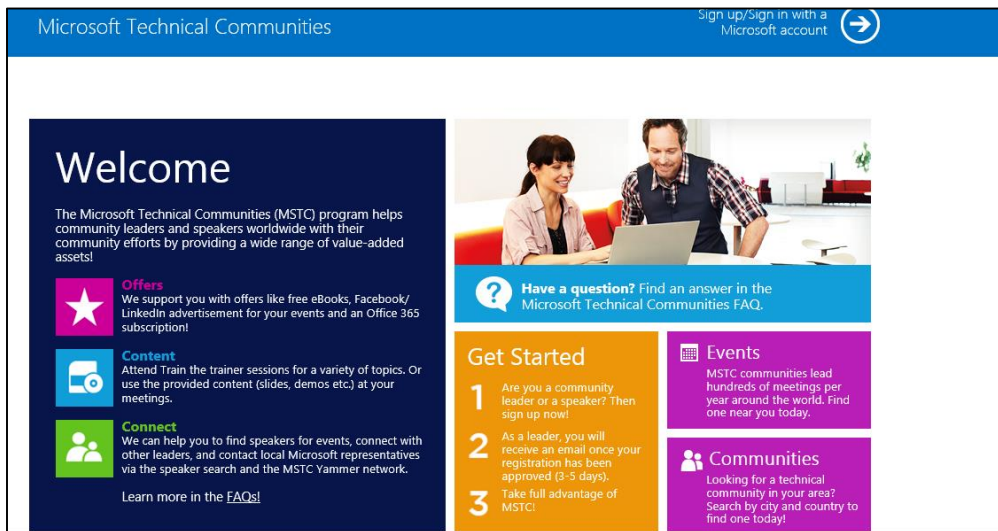 Microsoft Technical Communities
Sign up/Sign in with a
Microsoft account
Welcome
The Microsoft Technical Communities (MSTC) program helps
community leaders and speakers worldwide with their
community efforts by providing a wide range of value-added
assets!
Offers
We support you with offers like free eBooks, Facebook/
LinkedIn advertisement for your events and an Office 365
subscription!
Content
Attend Train the trainer sessions for a variety of topics. Or
use the provided content (slides, demos etc.) at your
meetings.
Connect
We can help you to find speakers for events, connect with
other leaders, and contact local Microsoft representatives
via the speaker search and the MSTC Yammer network.
Learn more in the FAQs!
Have a question? Find an answer in the
Microsoft Technical Communities FAQ.
Get Started
1 Are you a community
leader or a speaker? Then
sign up now!
2 As a leader, you will
receive an email once your
registration has been
approved (3-5 days).
3 Take full advantage of
MSTC!
Events
MSTC communities lead
hundreds of meetings per
year around the world. Find
one near you today.
Communities
Looking for a technical
community in your area?
Search by city and country to
find one today!